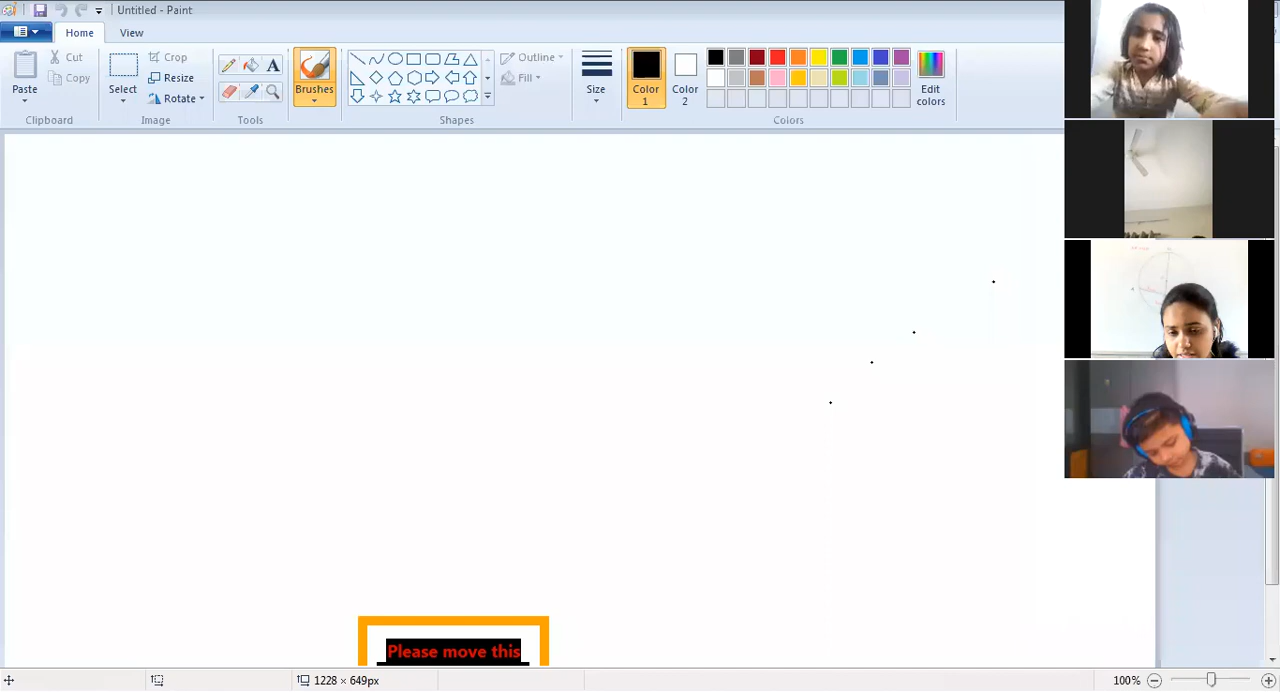 Untitled - Paint
Home
View
Paste
Cut
Copy
Clipboard
Select
Crop
Resize
Rotate
Image
A
Tools
Brushes
Shapes
Outline
Fill
Size
Color
1
Color
2
Colors
Edit
colors
Please move this
1228 × 649px
100%